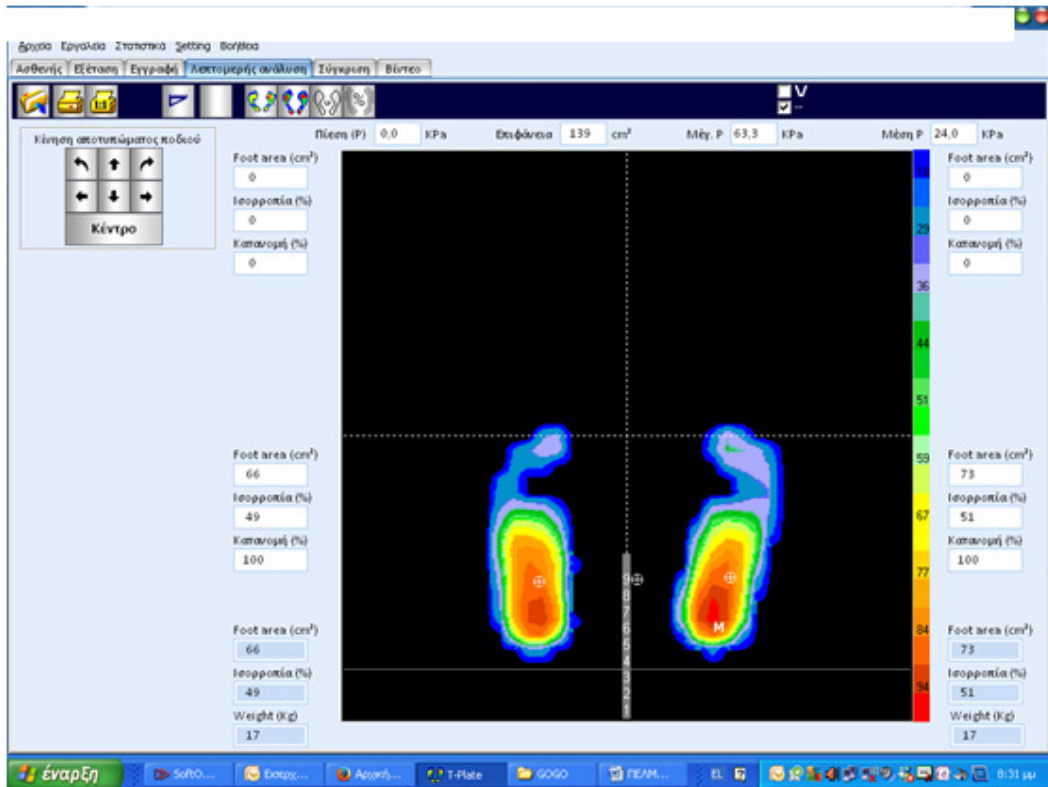 Αρχεία Εργαλεία Στατιστικά Setting Βοήθεια
Ασθενής Εξέταση Εγγραφή Λεπτομερής ανάλυση Σύγκριση Βίντεο
V
--
Κίνηση αποτυπώματος ποδιού
Κέντρο
Πίεση (P) 0,0 KPa Επιφάνεια 139 cm² Μέγ. P 63,3 KPa Μέση P 24,0 KPa
Foot area (cm²)
0
Ισορροπία (%)
0
Κατανομή (%)
0
Foot area (cm²)
66
Ισορροπία (%)
49
Κατανομή (%)
100
Foot area (cm²)
66
Ισορροπία (%)
49
Weight (Kg)
17
9
8
7
6
5
4
3
2
1
M
29
36
44
51
59
67
77
84
94
Foot area (cm²)
0
Ισορροπία (%)
0
Κατανομή (%)
0
Foot area (cm²)
73
Ισορροπία (%)
51
Κατανομή (%)
100
Foot area (cm²)
73
Ισορροπία (%)
51
Weight (Kg)
17
έναρξη SoftO... Εισερχ... Αρχική... T-Plate GOGO ΠΕΛΜ... EL 8:31 μμ